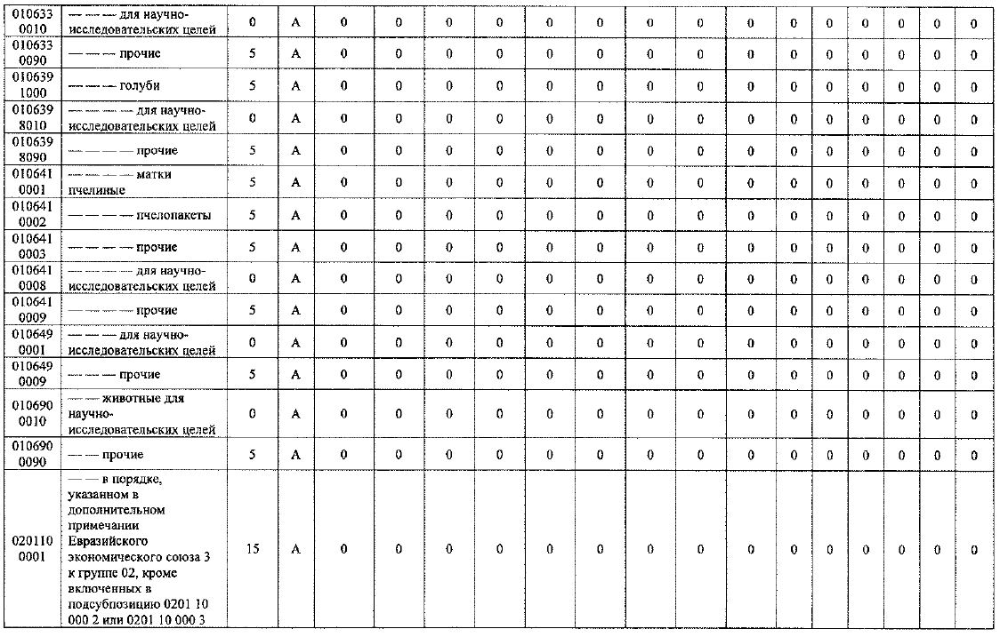 010633
0010
— — — для научно-
исследовательских целей
0 A 0 0 0 0 0 0 0 0 0 0 0 0 0 0 0
010633
0090
— — — прочие
5 A 0 0 0 0 0 0 0 0 0 0 0 0 0 0 0
010639
1000
— — — голуби
5 A 0 0 0 0 0 0 0 0 0 0 0 0 0 0 0
010639
8010
— — — — для научно-
исследовательских целей
0 A 0 0 0 0 0 0 0 0 0 0 0 0 0 0 0
010639
8090
— — — — прочие
5 A 0 0 0 0 0 0 0 0 0 0 0 0 0 0 0
010641
0001
— — — — матки
пчелиные
5 A 0 0 0 0 0 0 0 0 0 0 0 0 0 0 0
010641
0002
— — — — пчелопакеты
5 A 0 0 0 0 0 0 0 0 0 0 0 0 0 0 0
010641
0003
— — — — прочие
5 A 0 0 0 0 0 0 0 0 0 0 0 0 0 0 0
010641
0008
— — — — для научно-
исследовательских целей
0 A 0 0 0 0 0 0 0 0 0 0 0 0 0 0 0
010641
0009
— — — — прочие
5 A 0 0 0 0 0 0 0 0 0 0 0 0 0 0 0
010649
0001
— — — для научно-
исследовательских целей
0 A 0 0 0 0 0 0 0 0 0 0 0 0 0 0 0
010649
0009
— — — прочие
5 A 0 0 0 0 0 0 0 0 0 0 0 0 0 0 0
010690
0010
— — животные для
научно-
исследовательских целей
0 A 0 0 0 0 0 0 0 0 0 0 0 0 0 0 0
010690
0090
— — прочие
5 A 0 0 0 0 0 0 0 0 0 0 0 0 0 0 0
020110
0001
— — в порядке,
указанном в
дополнительном
примечании
Евразийского
экономического союза 3
к группе 02, кроме
включенных в
подсубпозицию 0201 10
000 2 или 0201 10 000 3
15 A 0 0 0 0 0 0 0 0 0 0 0 0 0 0 0